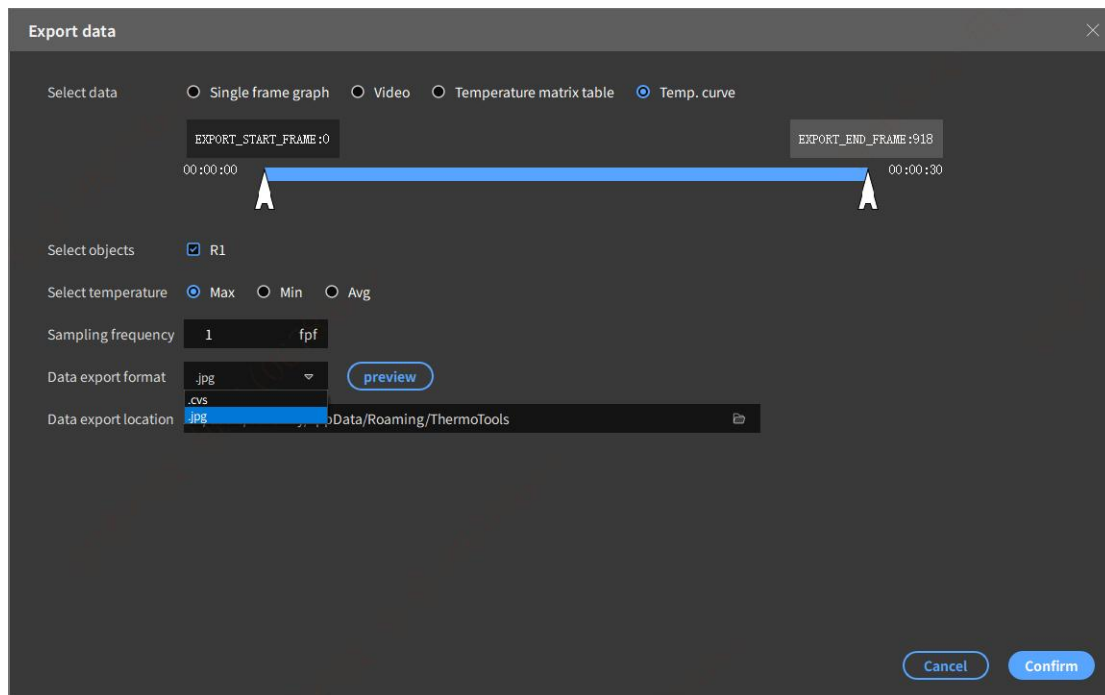 Export data
Select data Single frame graph Video Temperature matrix table Temp. curve
EXPORT_START_FRAME:0 EXPORT_END_FRAME:918
00:00:00 00:00:30
Select objects R1
Select temperature Max Min Avg
Sampling frequency 1 fpf
Data export format .jpg preview
.cvs
.jpg
Data export location Data/Roaming/ThermoTools
Cancel Confirm